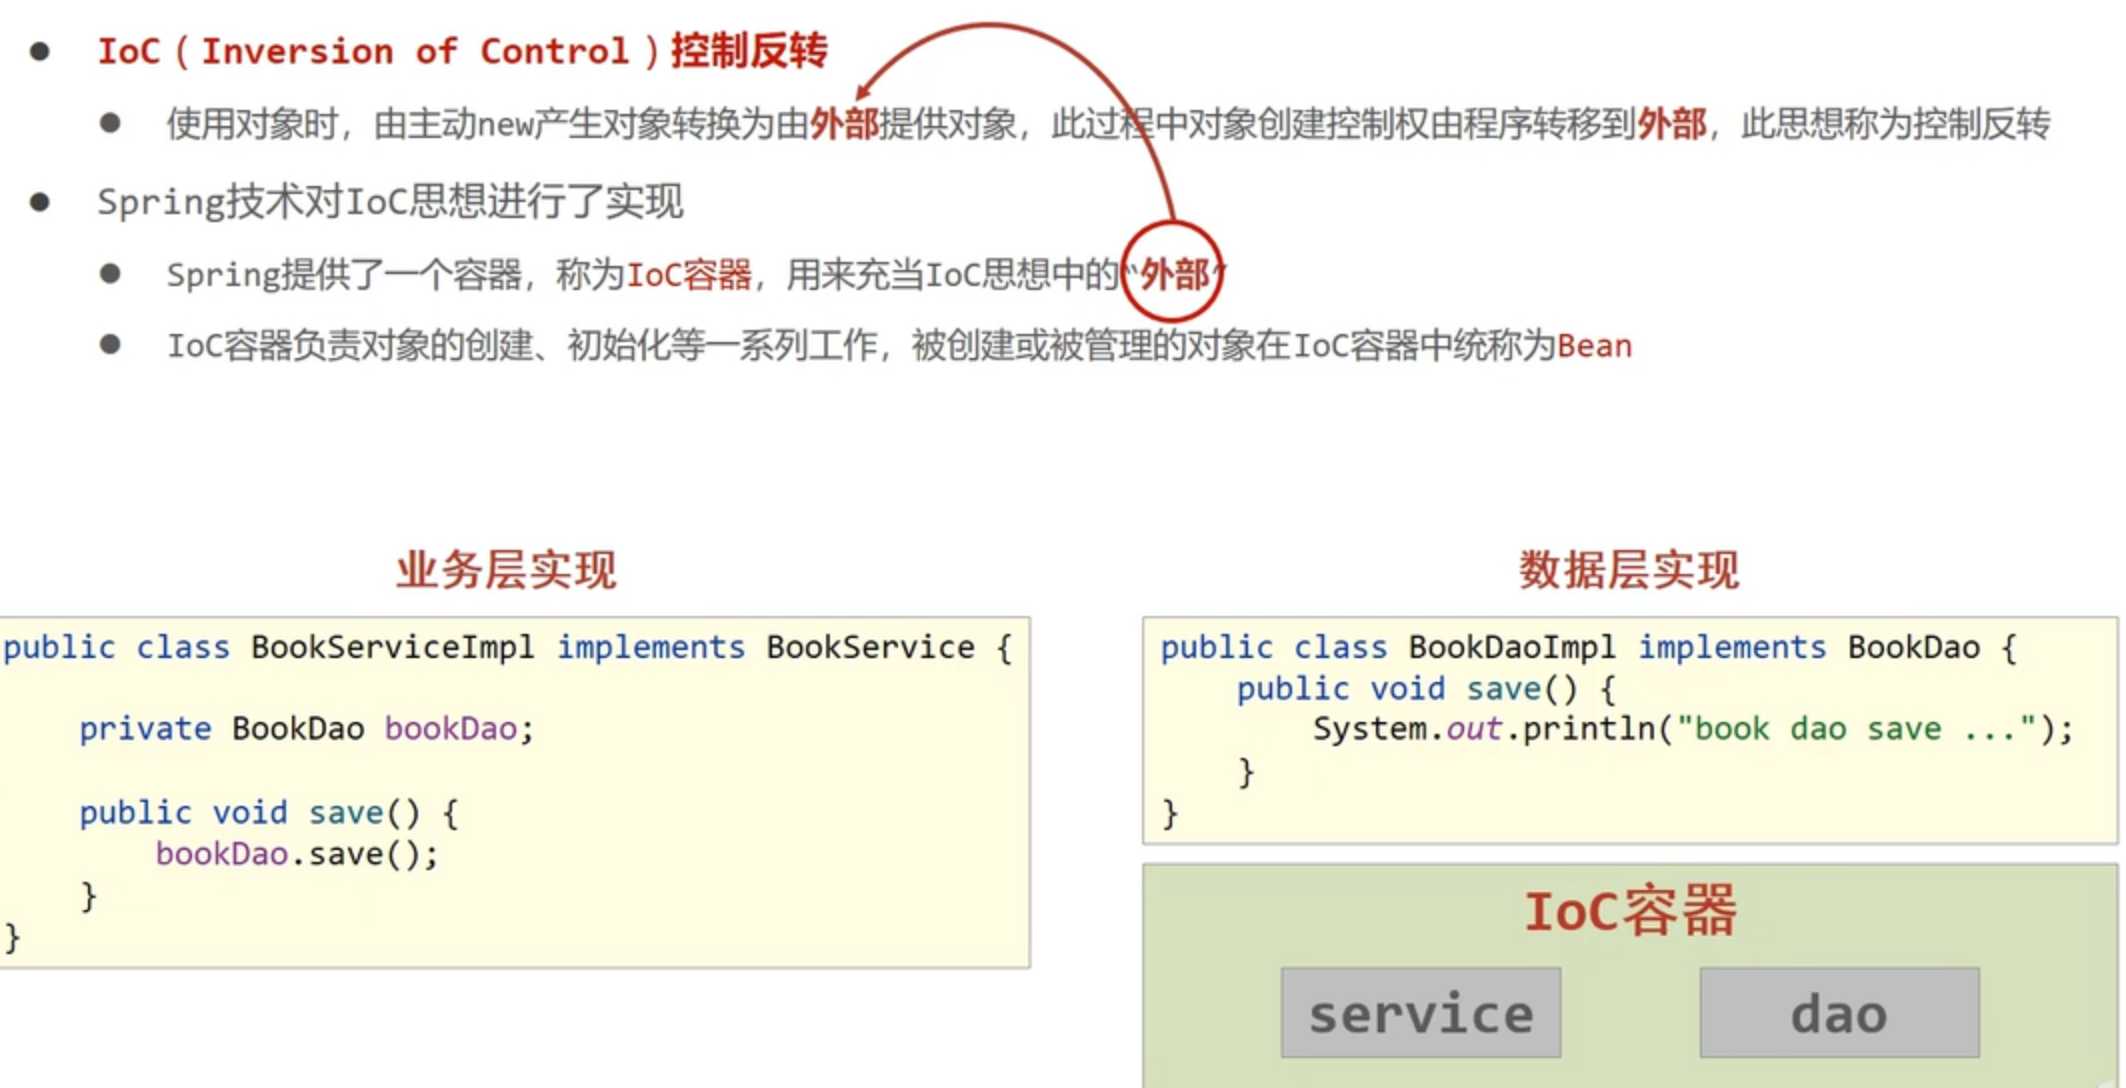 IoC（Inversion of Control）控制反转
使用对象时，由主动new产生对象转换为由外部提供对象，此过程中对象创建控制权由程序转移到外部，此思想称为控制反转
Spring技术对IoC思想进行了实现
Spring提供了一个容器，称为IoC容器，用来充当IoC思想中的“外部”
IoC容器负责对象的创建、初始化等一系列工作，被创建或被管理的对象在IoC容器中统称为Bean
业务层实现
public class BookServiceImpl implements BookService {
    private BookDao bookDao;
    public void save() {
        bookDao.save();
    }
}
数据层实现
public class BookDaoImpl implements BookDao {
    public void save() {
        System.out.println("book dao save ...");
    }
}
IoC容器
service
dao